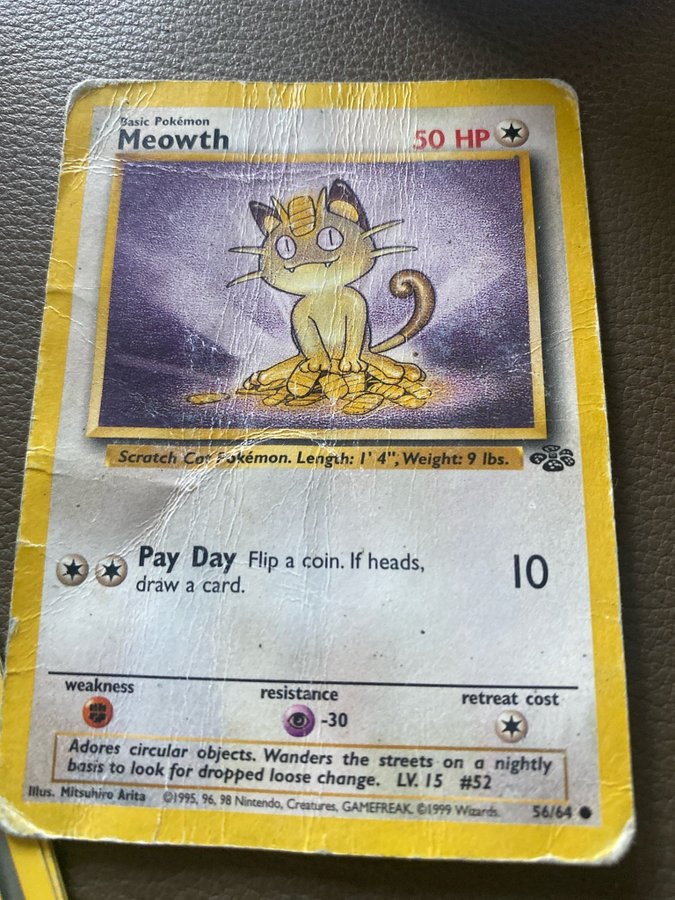 Basic Pokémon
Meowth 50 HP
Scratch Cat Pokémon. Length: 1' 4", Weight: 9 lbs.
Pay Day Flip a coin. If heads, 10
draw a card.
weakness resistance retreat cost
-30
Adores circular objects. Wanders the streets on a nightly
basis to look for dropped loose change. LV. 15 #52
Illus. Mitsuhiro Arita ©1995, 96, 98 Nintendo, Creatures, GAMEFREAK. ©1999 Wizards. 56/64